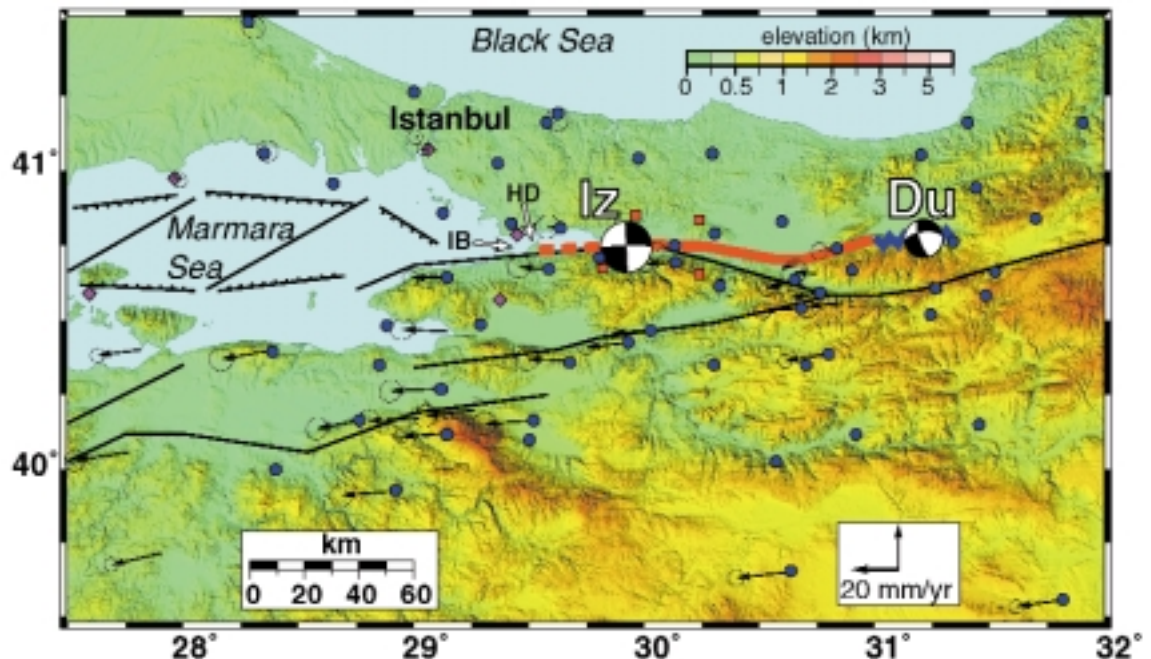 Black Sea
elevation (km)
0 0.5 1 2 3 5
Istanbul
41°
HD
Iz
Du
Marmara
IB
Sea
40°
km
0 20 40 60
20 mm/yr
28° 29° 30° 31° 32°